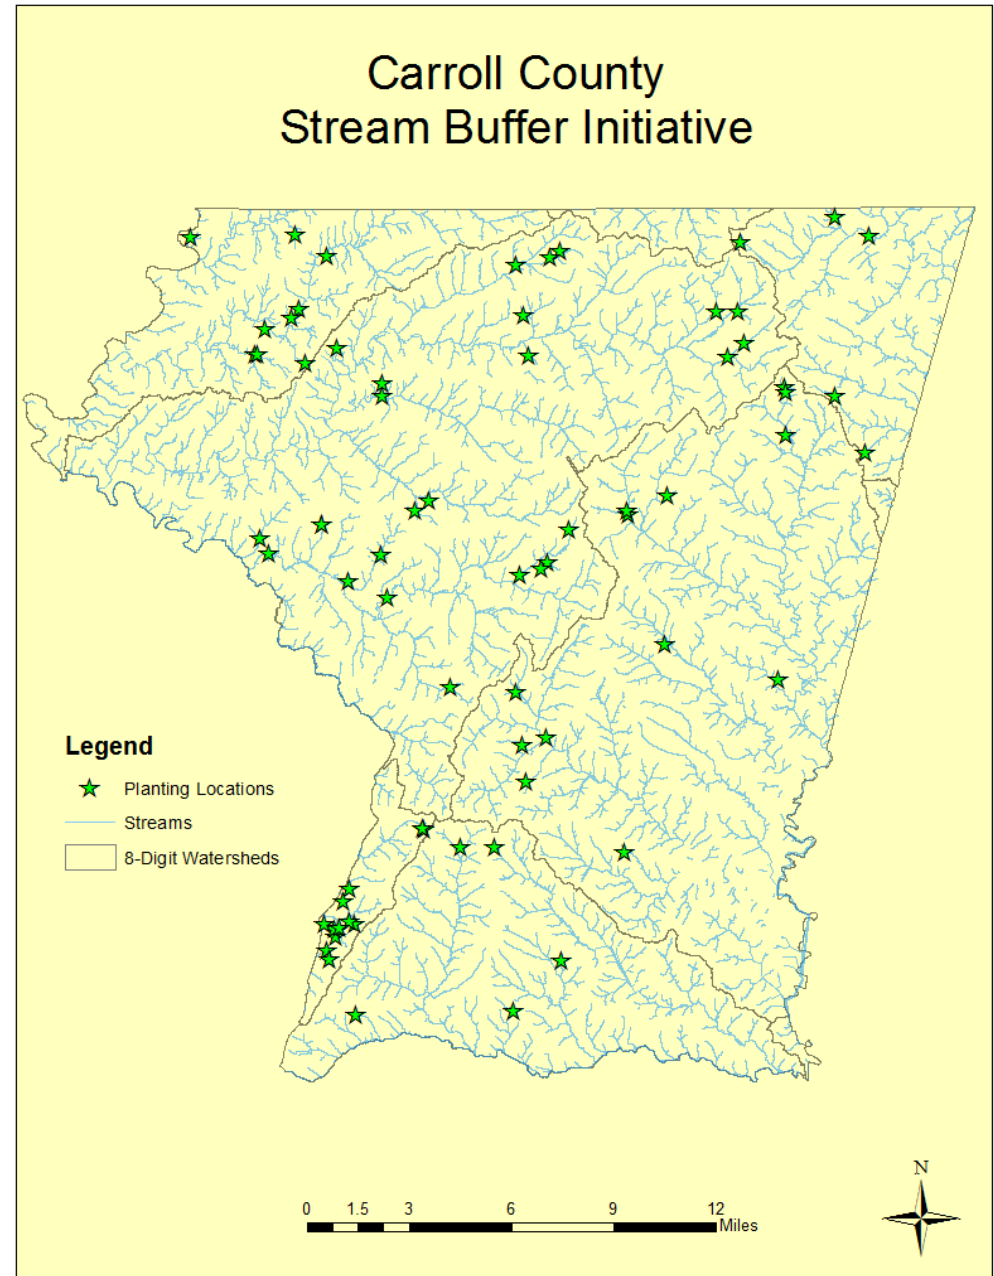 Carroll County
Stream Buffer Initiative
Legend
Planting Locations
Streams
8-Digit Watersheds
N
0 1.5 3 6 9 12
Miles